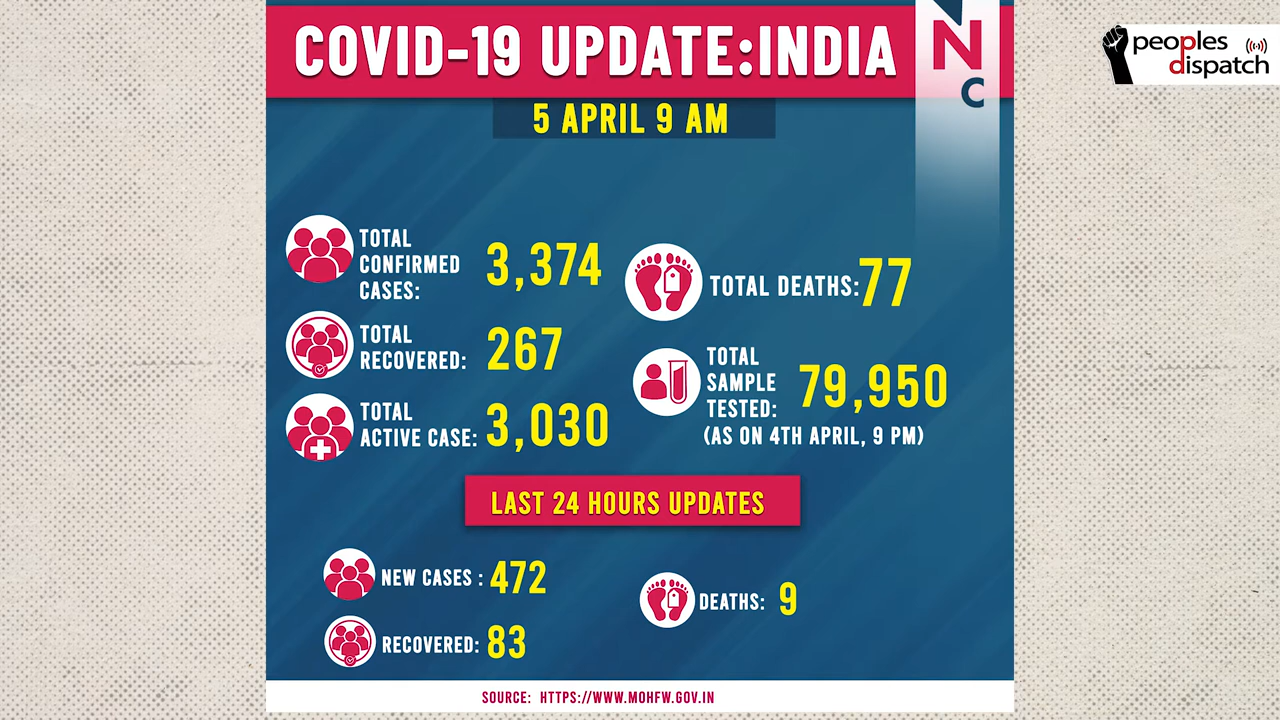 COVID-19 UPDATE:INDIA
N
C
peoples
dispatch
5 APRIL 9 AM
TOTAL
CONFIRMED
CASES:
3,374
TOTAL DEATHS:77
TOTAL
RECOVERED:
267
TOTAL
SAMPLE
TESTED:
79,950
(AS ON 4TH APRIL, 9 PM)
TOTAL
ACTIVE CASE:
3,030
LAST 24 HOURS UPDATES
NEW CASES : 472
DEATHS: 9
RECOVERED: 83
SOURCE: HTTPS://WWW.MOHFW.GOV.IN